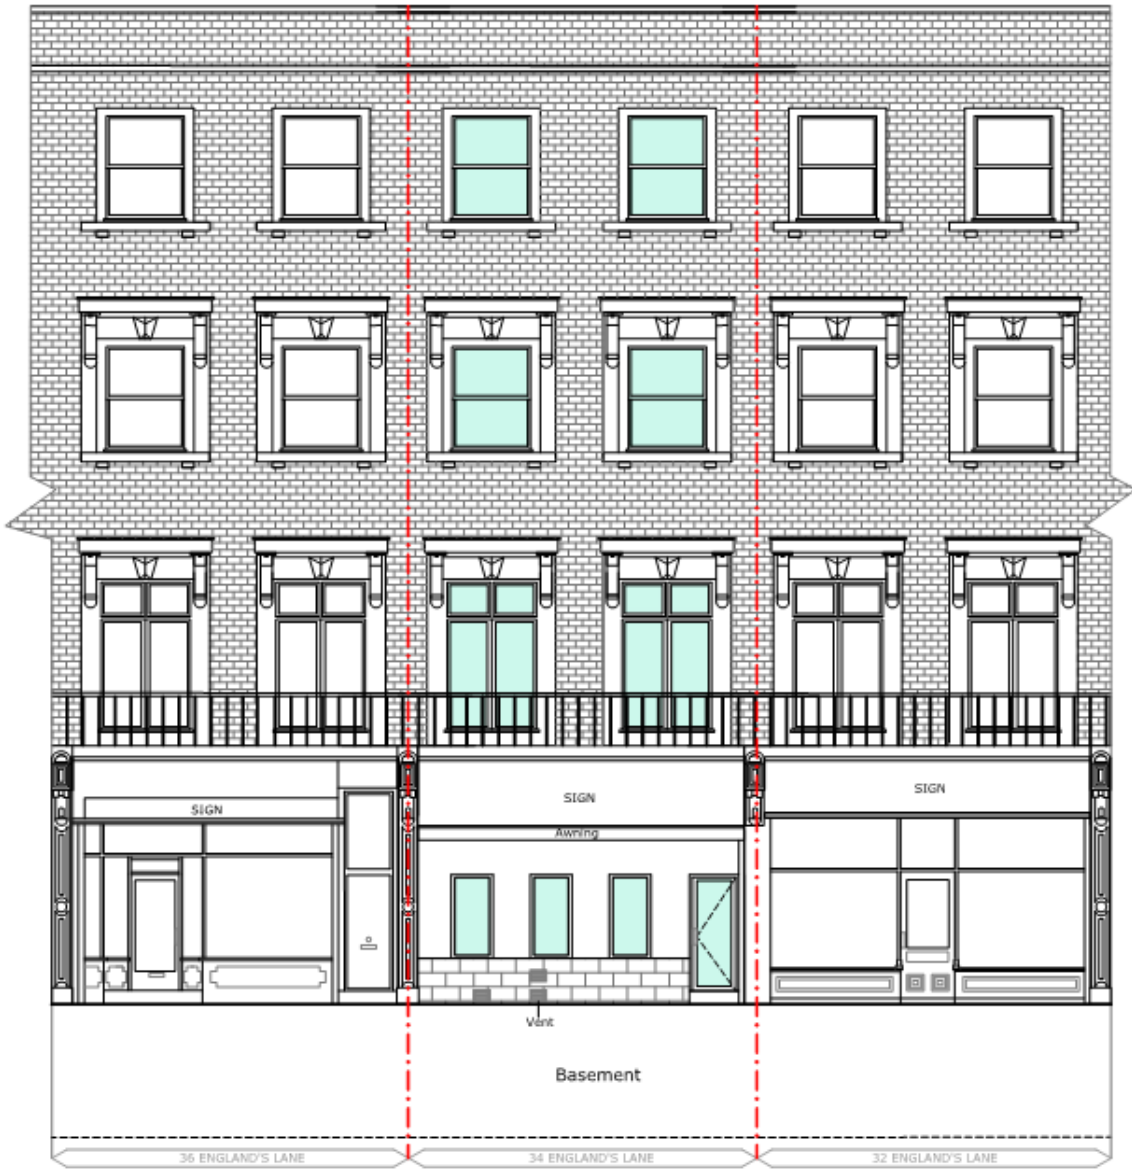 SIGN
SIGN
SIGN
Awning
Vent
Basement
36 ENGLAND'S LANE
34 ENGLAND'S LANE
32 ENGLAND'S LANE